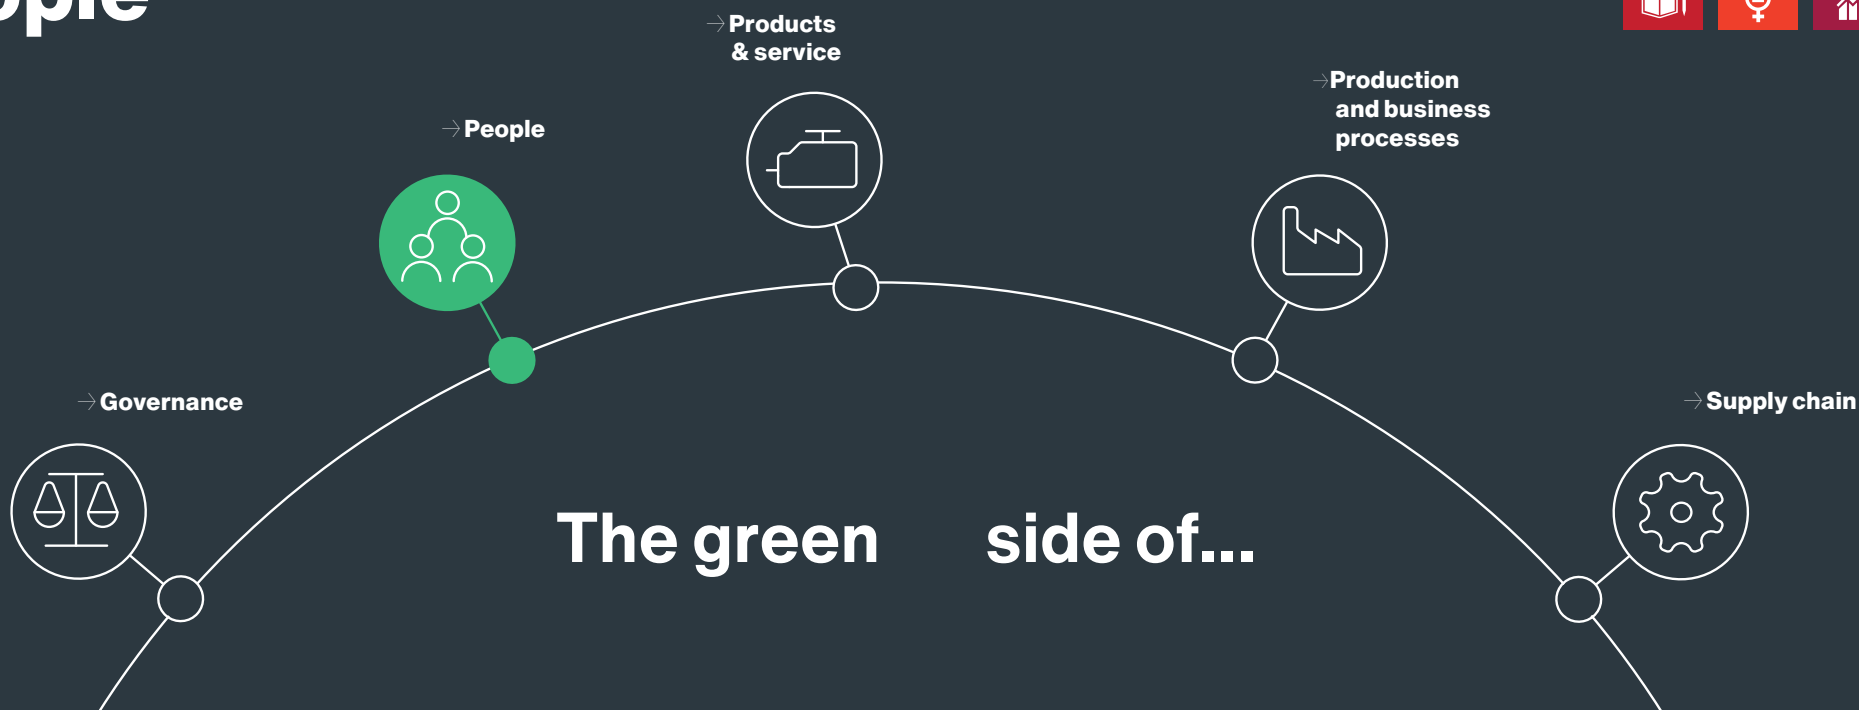 → Products
& service
→ Production
and business
processes
→ People
→ Governance
→ Supply chain
The green side of...